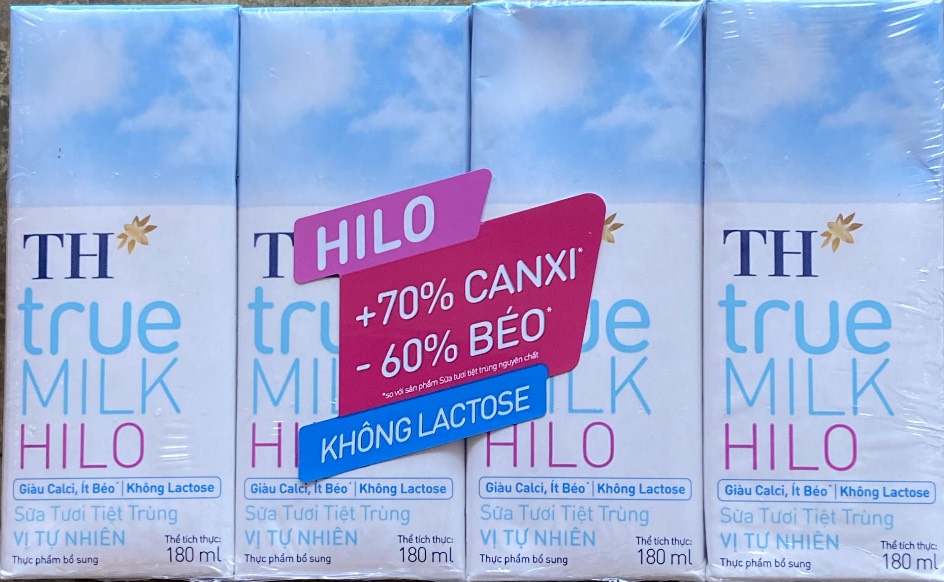 TH
true
MILK
HILO
Giàu Calci, Ít Béo* | Không Lactose
Sữa Tươi Tiệt Trùng
VỊ TỰ NHIÊN
Thực phẩm bổ sung
Thể tích thực:
180 ml
T
tru
MIL
HI
Giàu Calci, Ít Béo* | Không Lactose
Sữa Tươi Tiệt Trùng
VỊ TỰ NHIÊN
Thực phẩm bổ sung
Thể tích thực:
180 ml
HILO
+70% CANXI*
- 60% BÉO*
*so với sản phẩm Sữa tươi tiệt trùng nguyên chất
KHÔNG LACTOSE
ue
LK
HILO
Giàu Calci, Ít Béo* | Không Lactose
Sữa Tươi Tiệt Trùng
VỊ TỰ NHIÊN
Thực phẩm bổ sung
Thể tích thực:
180 ml
TH
true
MILK
HILO
Giàu Calci, Ít Béo* | Không Lactose
Sữa Tươi Tiệt Trùng
VỊ TỰ NHIÊN
Thực phẩm bổ sung
Thể tích thực:
180 ml